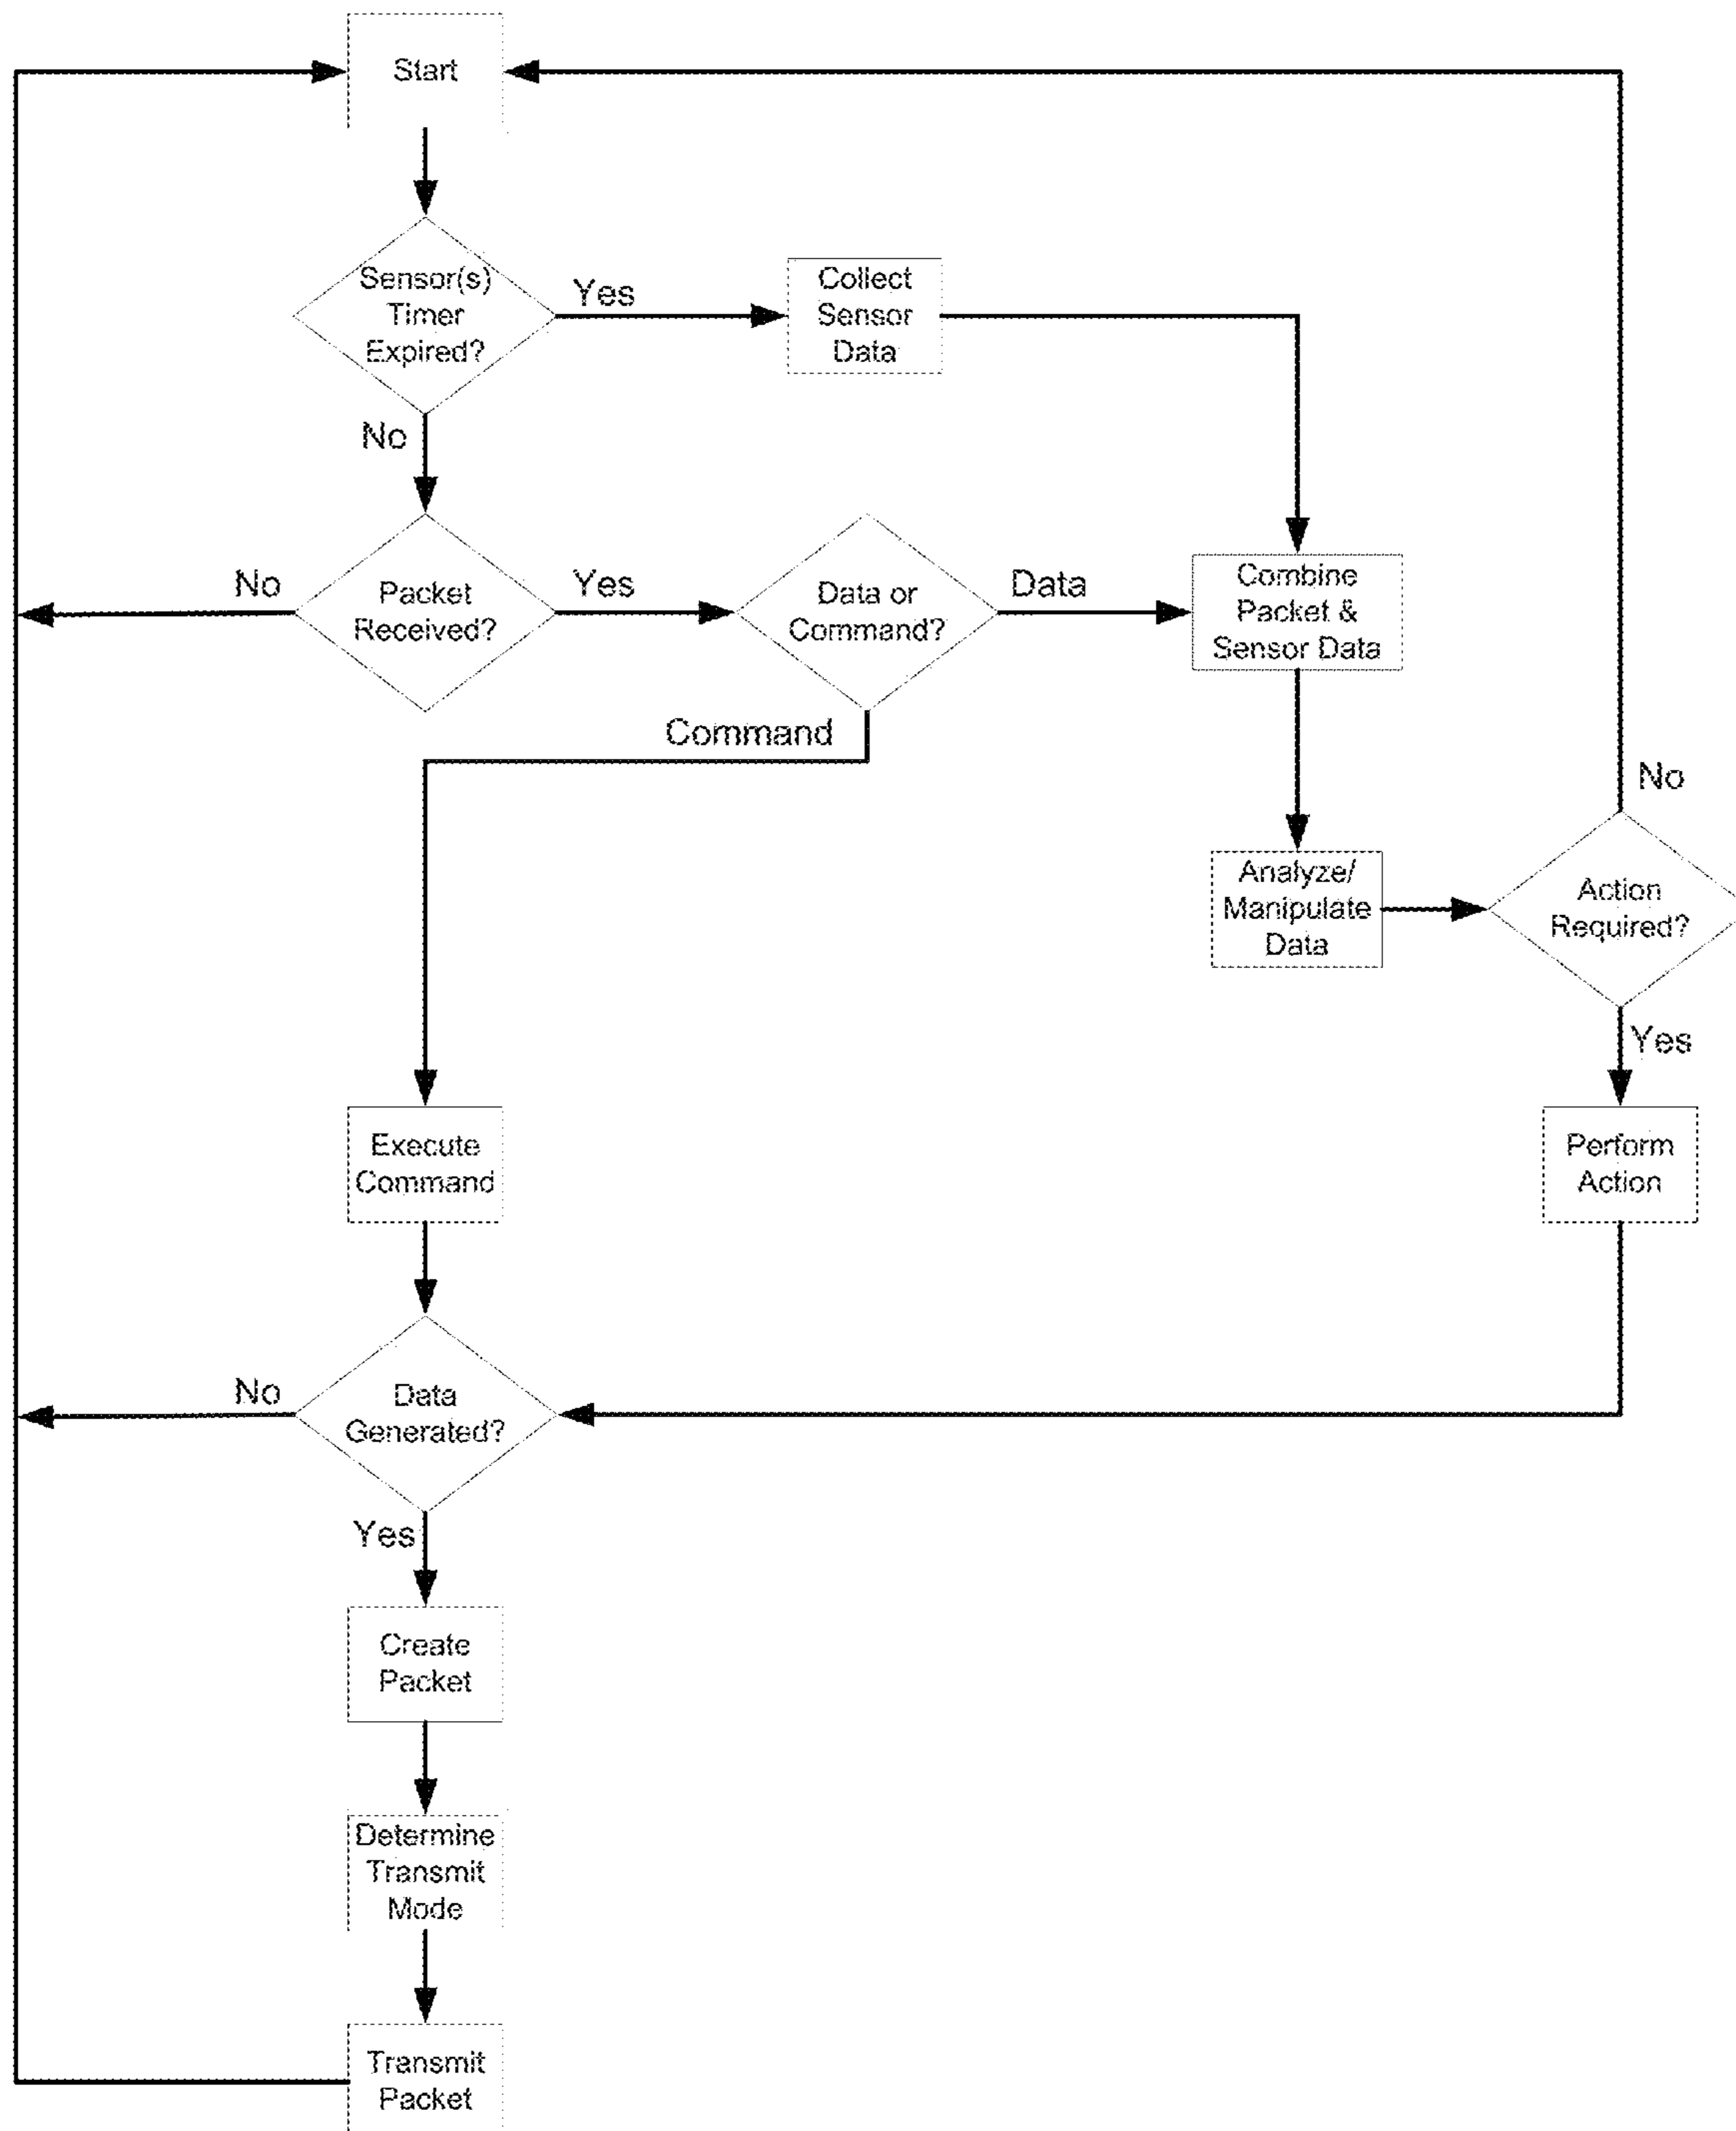 Start
Sensor(s)
Timer
Expired?
Yes
Collect
Sensor
Data
No
No
Packet
Received?
Yes
Data or
Command?
Data
Combine
Packet &
Sensor Data
Command
No
Analyze/
Manipulate
Data
Action
Required?
Yes
Execute
Command
Perform
Action
No
Data
Generated?
Yes
Create
Packet
Determine
Transmit
Mode
Transmit
Packet